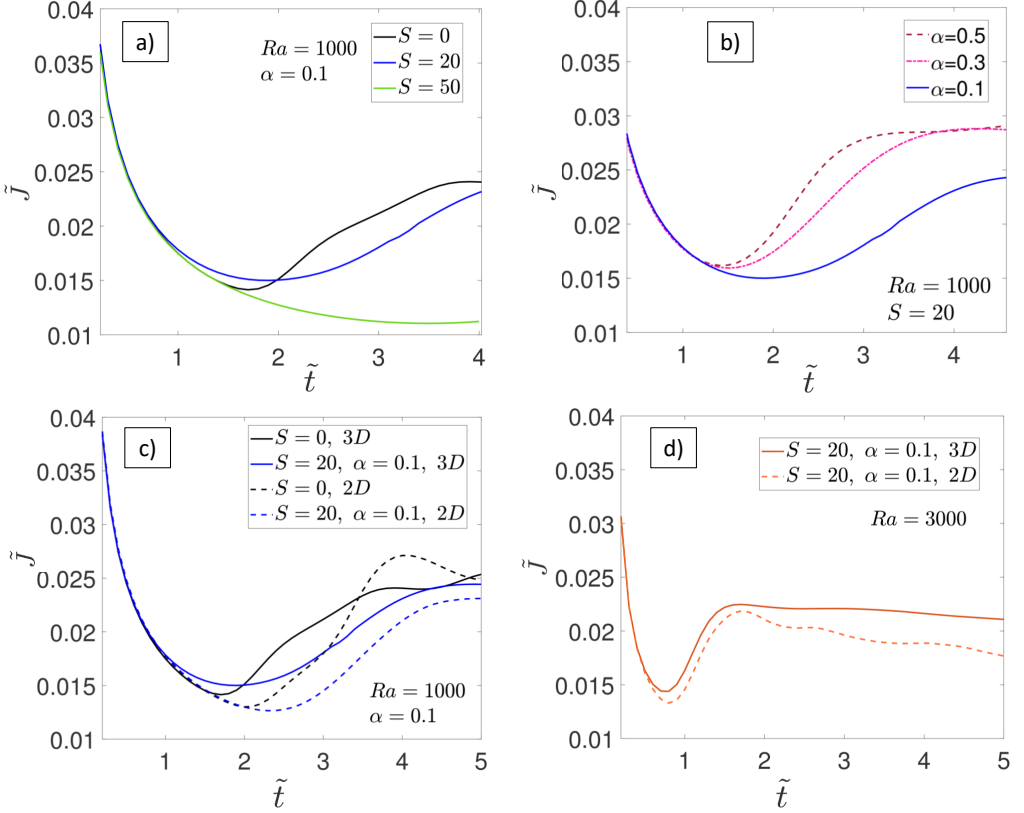 a)
Ra = 1000
α = 0.1
S = 0
S = 20
S = 50
0.04
0.035
0.03
0.025
0.02
0.015
0.01
J̃
1 2 3 4
t̃
b)
α=0.5
α=0.3
α=0.1
0.04
0.035
0.03
0.025
0.02
0.015
0.01
J̃
Ra = 1000
S = 20
1 2 3 4
t̃
c)
S = 0, 3D
S = 20, α = 0.1, 3D
S = 0, 2D
S = 20, α = 0.1, 2D
0.04
0.035
0.03
0.025
0.02
0.015
0.01
J̃
Ra = 1000
α = 0.1
1 2 3 4 5
t̃
d)
S = 20, α = 0.1, 3D
S = 20, α = 0.1, 2D
Ra = 3000
0.04
0.035
0.03
0.025
0.02
0.015
0.01
J̃
1 2 3 4 5
t̃